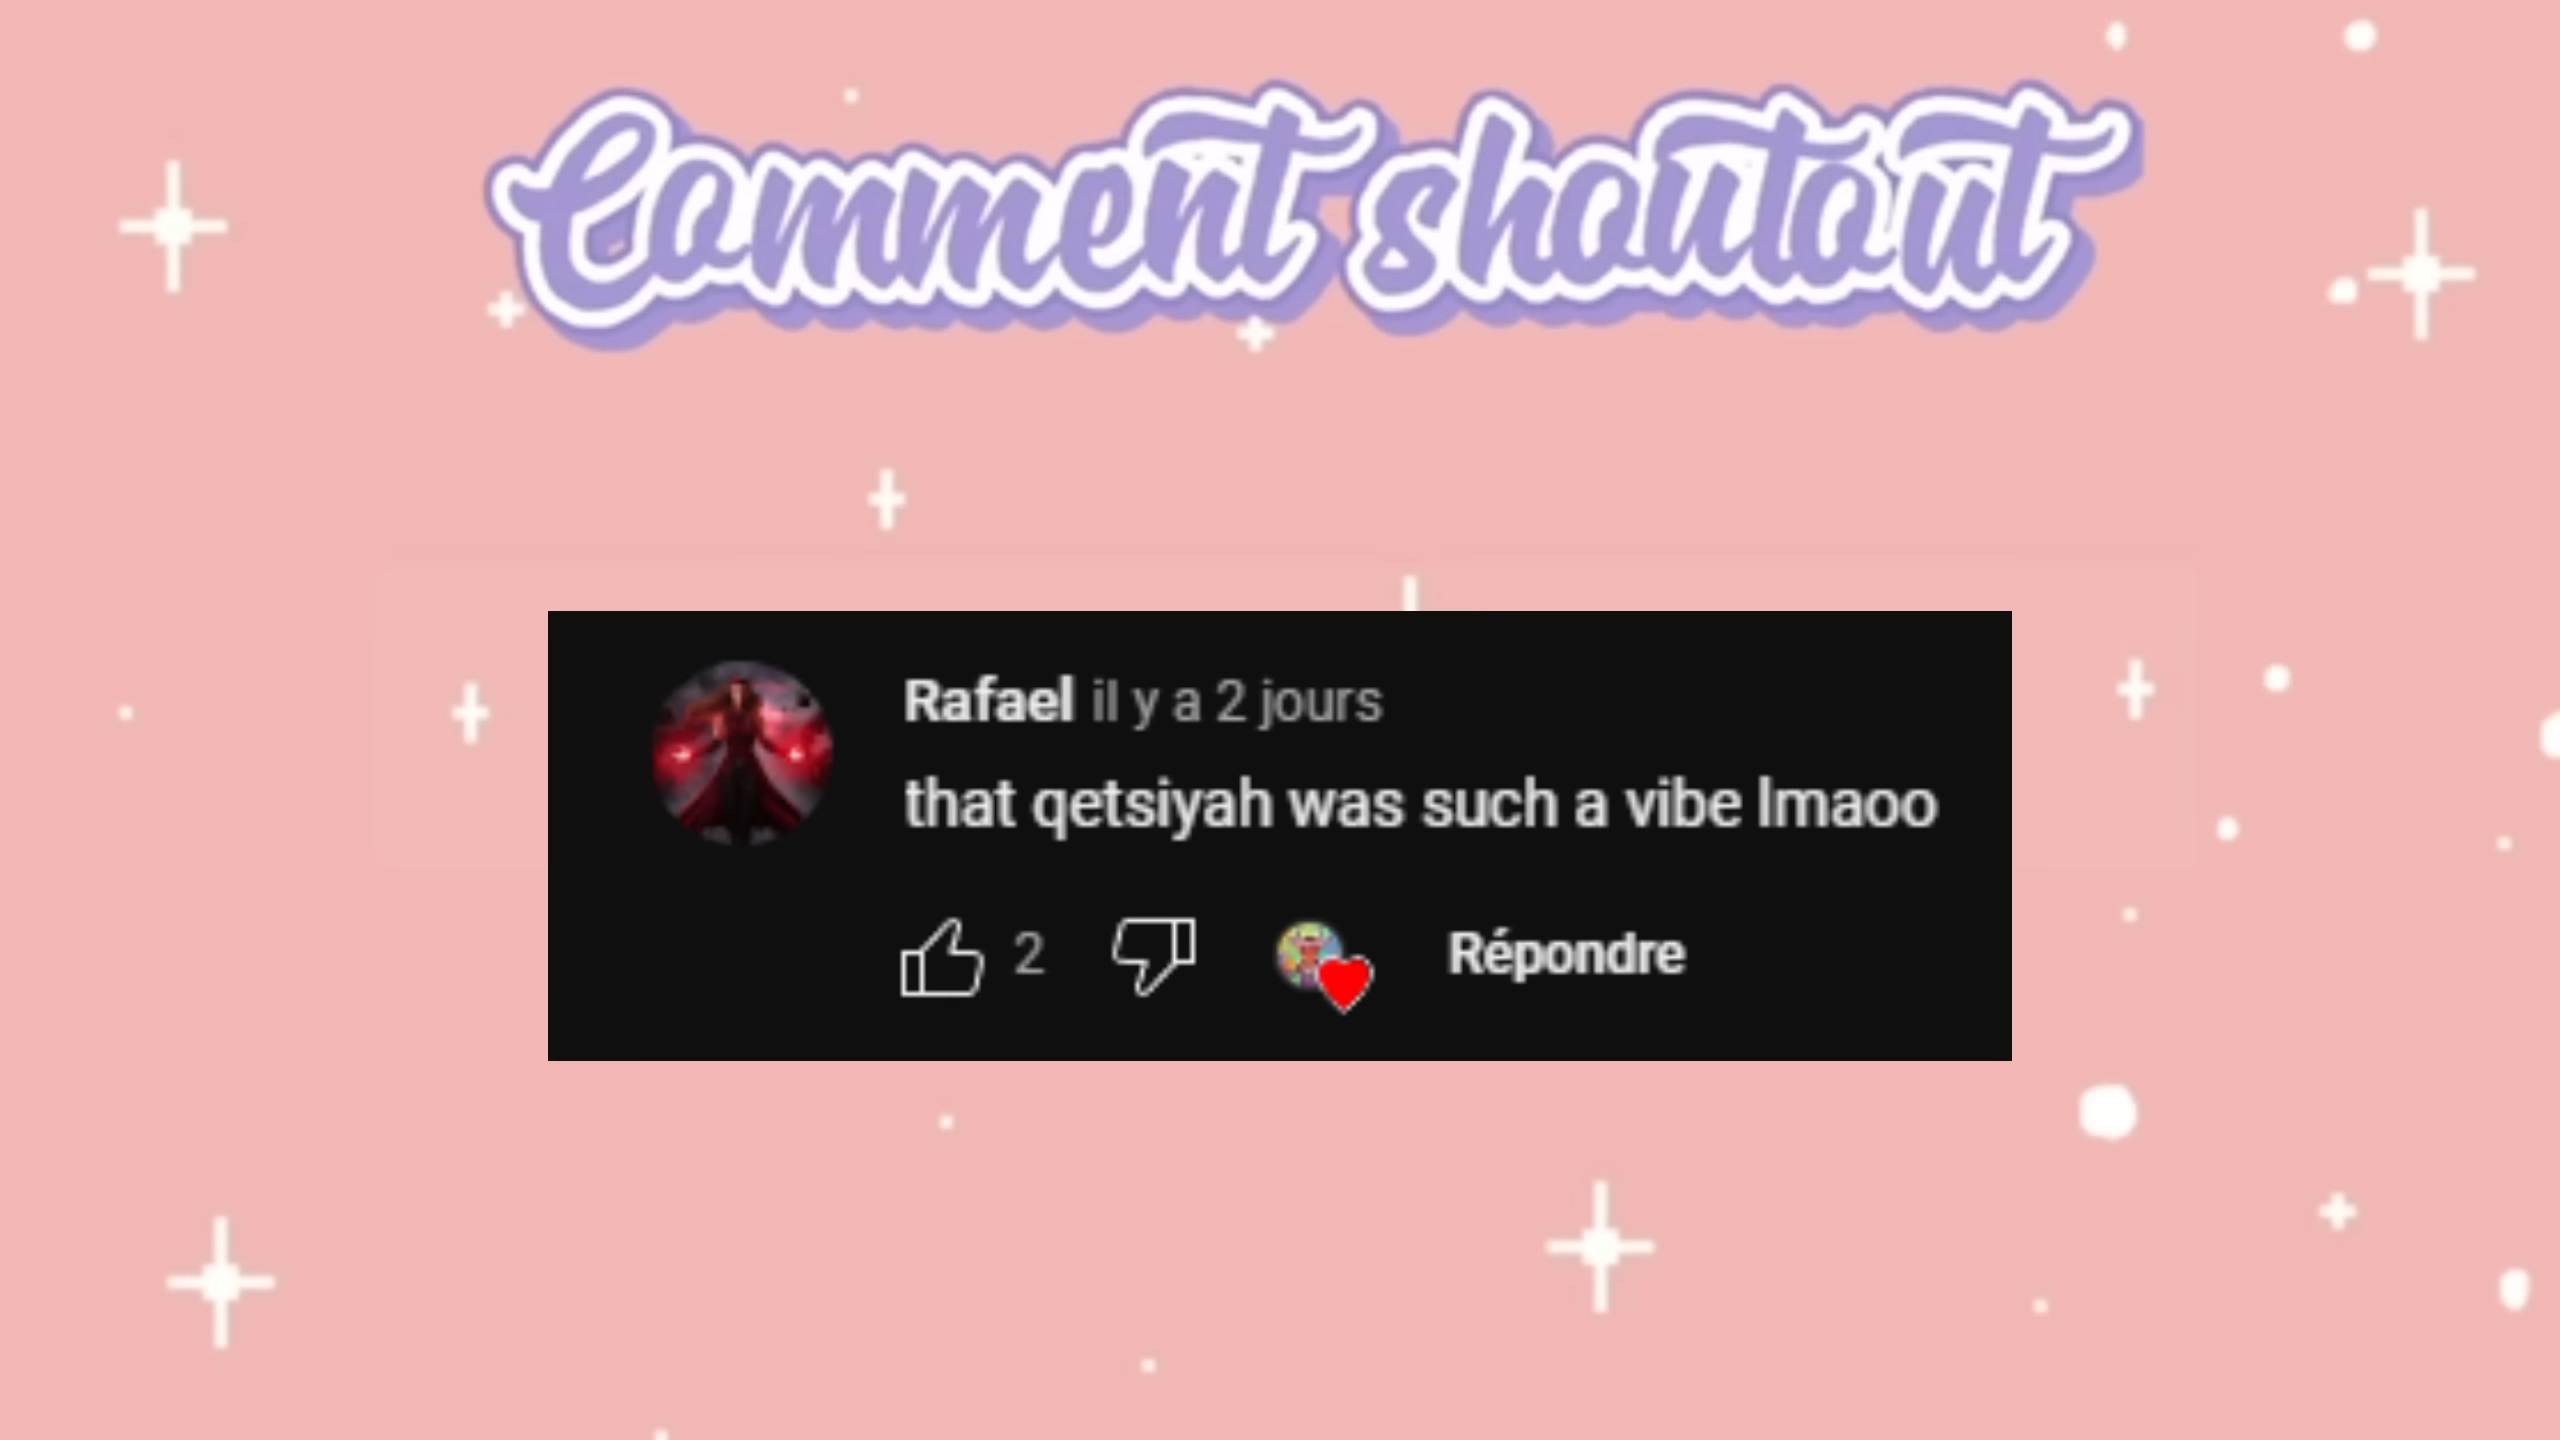 Comment shoutout
Rafael il y a 2 jours
that qetsiyah was such a vibe lmaoo
2 Répondre